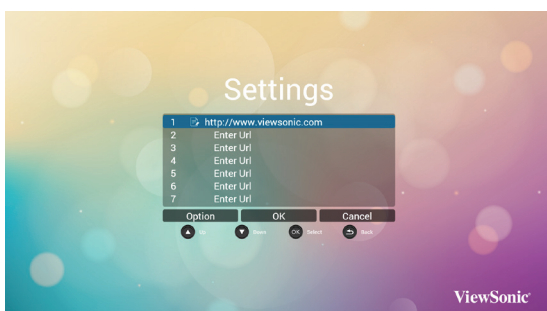 Settings
1 http://www.viewsonic.com
2 Enter Url
3 Enter Url
4 Enter Url
5 Enter Url
6 Enter Url
7 Enter Url
Option OK Cancel
Up Down OK Select Back
ViewSonic